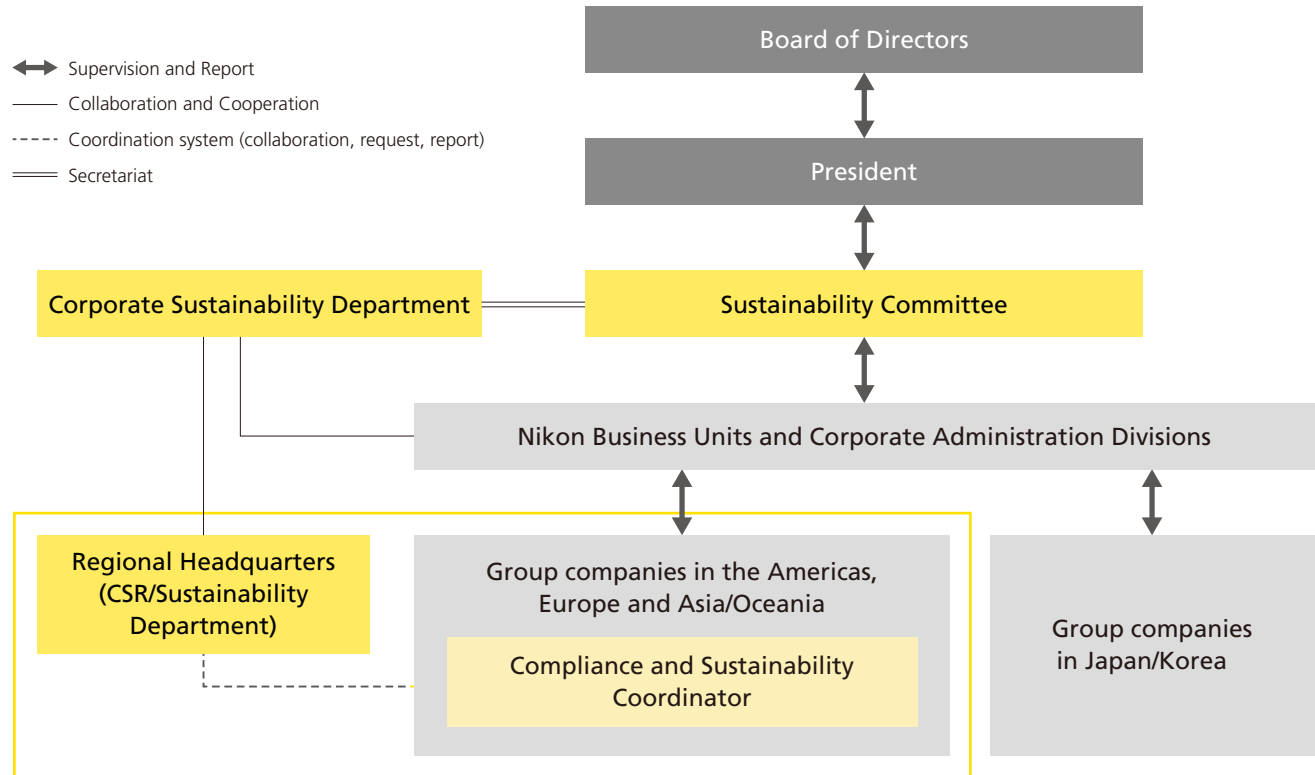 Board of Directors
Supervision and Report
Collaboration and Cooperation
Coordination system (collaboration, request, report)
Secretariat
President
Corporate Sustainability Department
Sustainability Committee
Nikon Business Units and Corporate Administration Divisions
Regional Headquarters
(CSR/Sustainability
Department)
Group companies in the Americas,
Europe and Asia/Oceania
Compliance and Sustainability
Coordinator
Group companies
in Japan/Korea